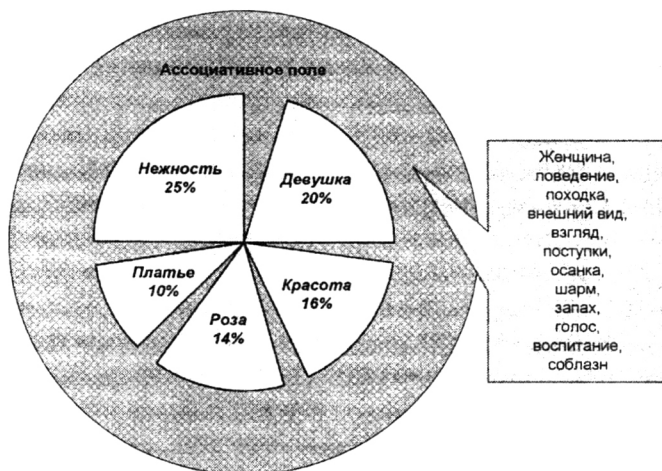 Ассоциативное поле
Нежность
25%
Девушка
20%
Платье
10%
Красота
16%
Роза
14%
Женщина,
поведение,
походка,
внешний вид,
взгляд,
поступки,
осанка,
шарм,
запах,
голос,
воспитание,
соблазн